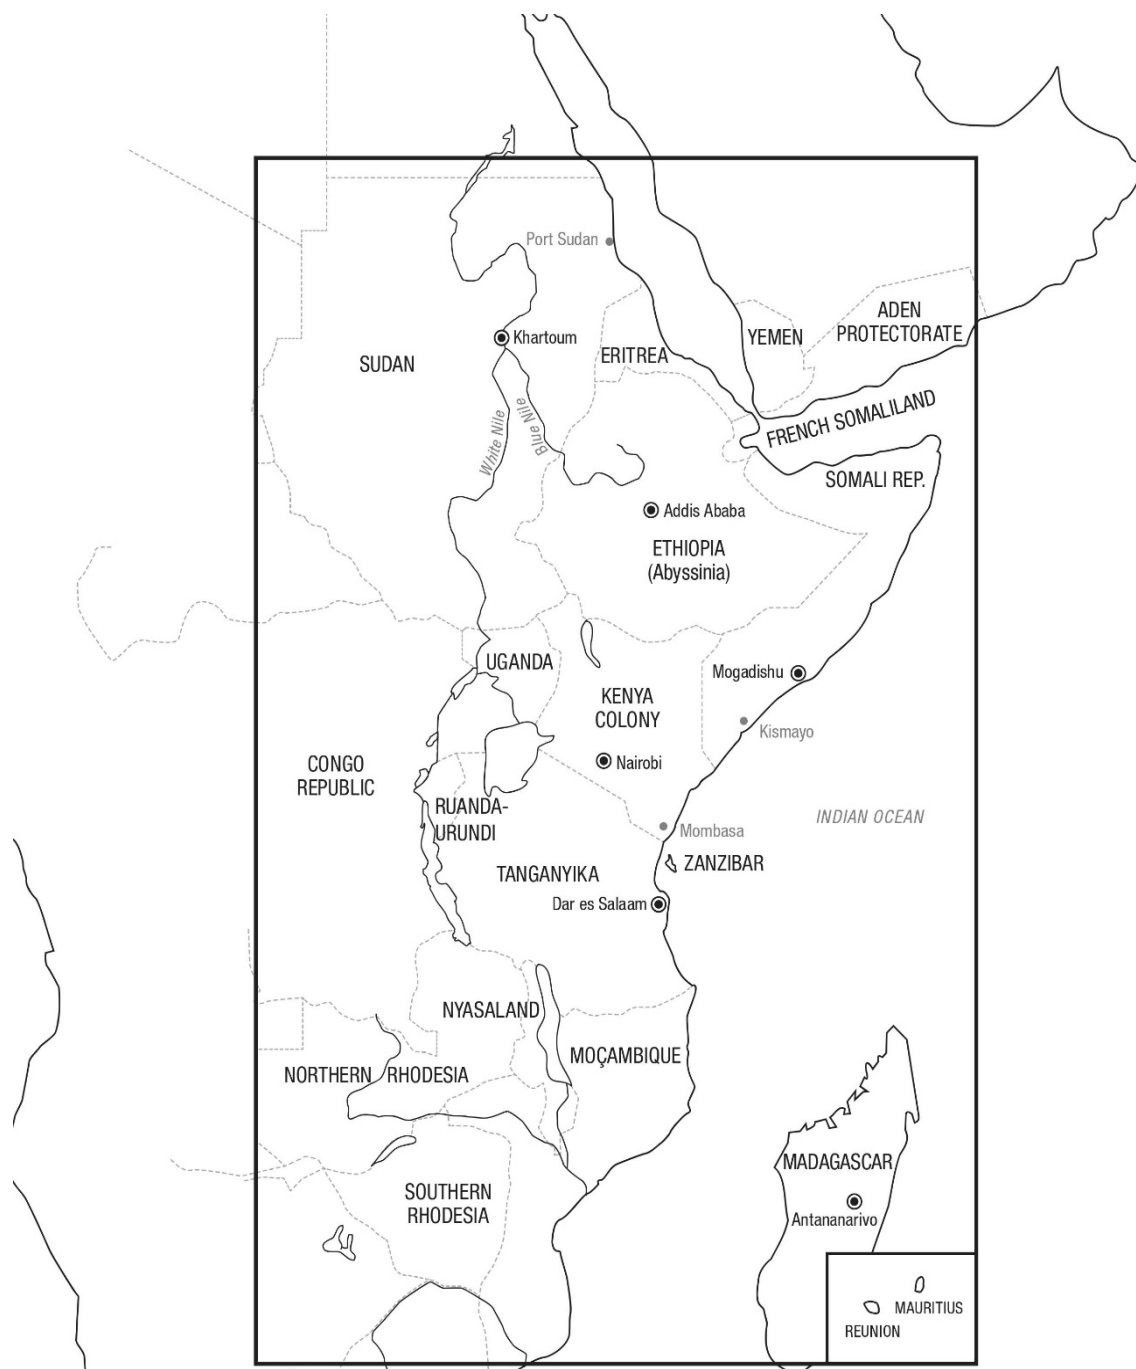 Port Sudan
ADEN
PROTECTORATE
YEMEN
Khartoum
ERITREA
SUDAN
White Nile
Blue Nile
FRENCH SOMALILAND
SOMALI REP.
Addis Ababa
ETHIOPIA
(Abyssinia)
UGANDA
Mogadishu
KENYA
COLONY
Kismayo
Nairobi
CONGO
REPUBLIC
RUANDA-
URUNDI
INDIAN OCEAN
Mombasa
ZANZIBAR
TANGANYIKA
Dar es Salaam
NYASALAND
MOÇAMBIQUE
NORTHERN RHODESIA
MADAGASCAR
SOUTHERN
RHODESIA
Antananarivo
MAURITIUS
REUNION